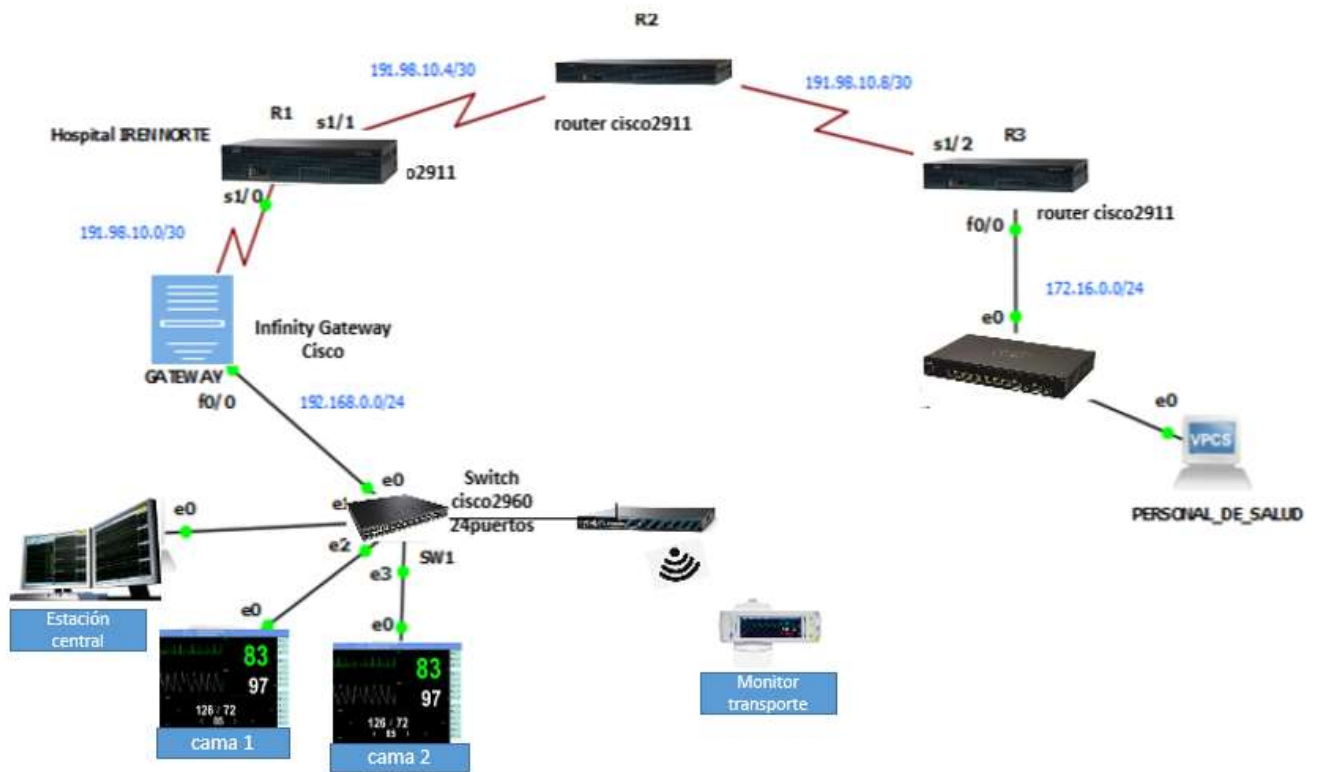 R2
191.98.10.4/30
191.98.10.8/30
R1
s1/1
Hospital IRENNORTE
router cisco2911
o2911
s1/2
R3
s1/0
router cisco2911
f0/0
191.98.10.0/30
172.16.0.0/24
e0
Infinity Gateway
Cisco
GATEWAY
f0/0
192.168.0.0/24
e0
VPCS
PERSONAL_DE_SALUD
e0
Switch
cisco2960
24puertos
e0
e1
e2
SW1
e3
e0
e0
Estación
central
83
97
126 / 72
85
cama 1
83
97
126 / 72
85
cama 2
Monitor
transporte